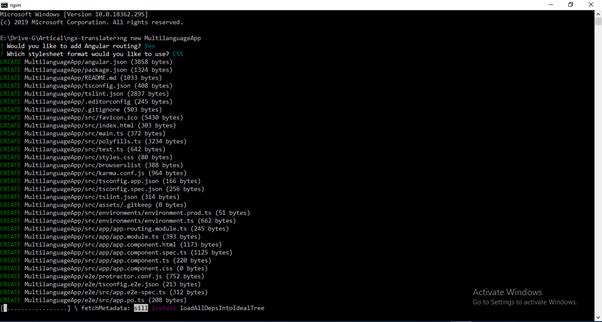 npm
Microsoft Windows [Version 10.0.18362.295]
(c) 2019 Microsoft Corporation. All rights reserved.
E:\Drive-G\Artical\ngx-translater>ng new MultilanguageApp
? Would you like to add Angular routing? Yes
? Which stylesheet format would you like to use? CSS
CREATE MultilanguageApp/angular.json (3858 bytes)
CREATE MultilanguageApp/package.json (1324 bytes)
CREATE MultilanguageApp/README.md (1033 bytes)
CREATE MultilanguageApp/tsconfig.json (408 bytes)
CREATE MultilanguageApp/tslint.json (2837 bytes)
CREATE MultilanguageApp/.editorconfig (245 bytes)
CREATE MultilanguageApp/.gitignore (503 bytes)
CREATE MultilanguageApp/src/favicon.ico (5430 bytes)
CREATE MultilanguageApp/src/index.html (303 bytes)
CREATE MultilanguageApp/src/main.ts (372 bytes)
CREATE MultilanguageApp/src/polyfills.ts (3234 bytes)
CREATE MultilanguageApp/src/test.ts (642 bytes)
CREATE MultilanguageApp/src/styles.css (80 bytes)
CREATE MultilanguageApp/src/browserslist (388 bytes)
CREATE MultilanguageApp/src/karma.conf.js (964 bytes)
CREATE MultilanguageApp/src/tsconfig.app.json (166 bytes)
CREATE MultilanguageApp/src/tsconfig.spec.json (256 bytes)
CREATE MultilanguageApp/src/tslint.json (314 bytes)
CREATE MultilanguageApp/src/assets/.gitkeep (0 bytes)
CREATE MultilanguageApp/src/environments/environment.prod.ts (51 bytes)
CREATE MultilanguageApp/src/environments/environment.ts (662 bytes)
CREATE MultilanguageApp/src/app/app-routing.module.ts (245 bytes)
CREATE MultilanguageApp/src/app/app.module.ts (393 bytes)
CREATE MultilanguageApp/src/app/app.component.html (1173 bytes)
CREATE MultilanguageApp/src/app/app.component.spec.ts (1125 bytes)
CREATE MultilanguageApp/src/app/app.component.ts (220 bytes)
CREATE MultilanguageApp/src/app/app.component.css (0 bytes)
CREATE MultilanguageApp/e2e/protractor.conf.js (752 bytes)
CREATE MultilanguageApp/e2e/tsconfig.e2e.json (213 bytes)
CREATE MultilanguageApp/e2e/src/app.e2e-spec.ts (312 bytes)
CREATE MultilanguageApp/e2e/src/app.po.ts (208 bytes)
[ .................] \ fetchMetadata: sill install loadAllDepsIntoIdealTree
Activate Windows
Go to Settings to activate Windows.